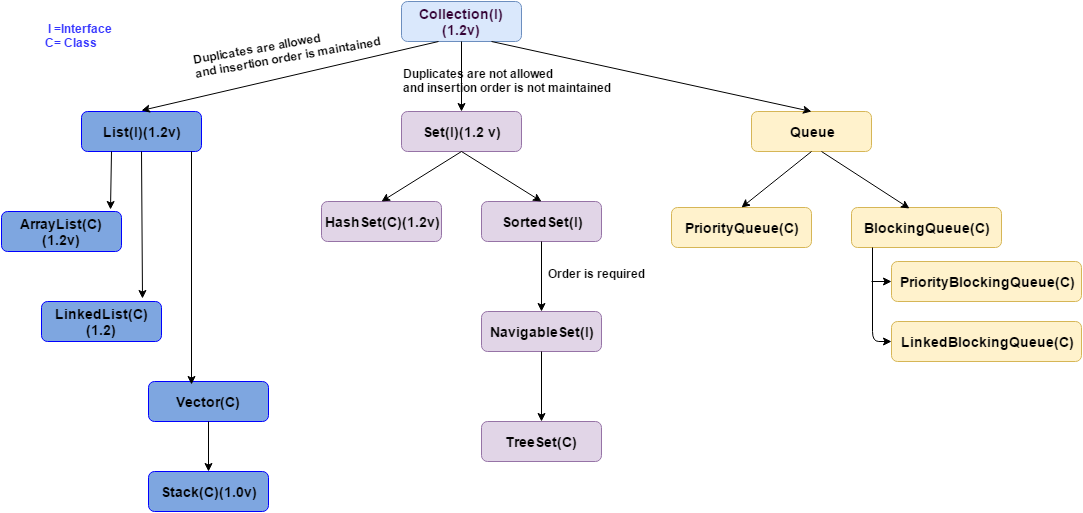 I =Interface
C= Class
Collection(I)
(1.2v)
Duplicates are allowed
and insertion order is maintained
Duplicates are not allowed
and insertion order is not maintained
List(I)(1.2v)
Set(I)(1.2 v)
Queue
ArrayList(C)
(1.2v)
HashSet(C)(1.2v)
SortedSet(I)
PriorityQueue(C)
BlockingQueue(C)
Order is required
PriorityBlockingQueue(C)
LinkedList(C)
(1.2)
NavigableSet(I)
LinkedBlockingQueue(C)
Vector(C)
TreeSet(C)
Stack(C)(1.0v)